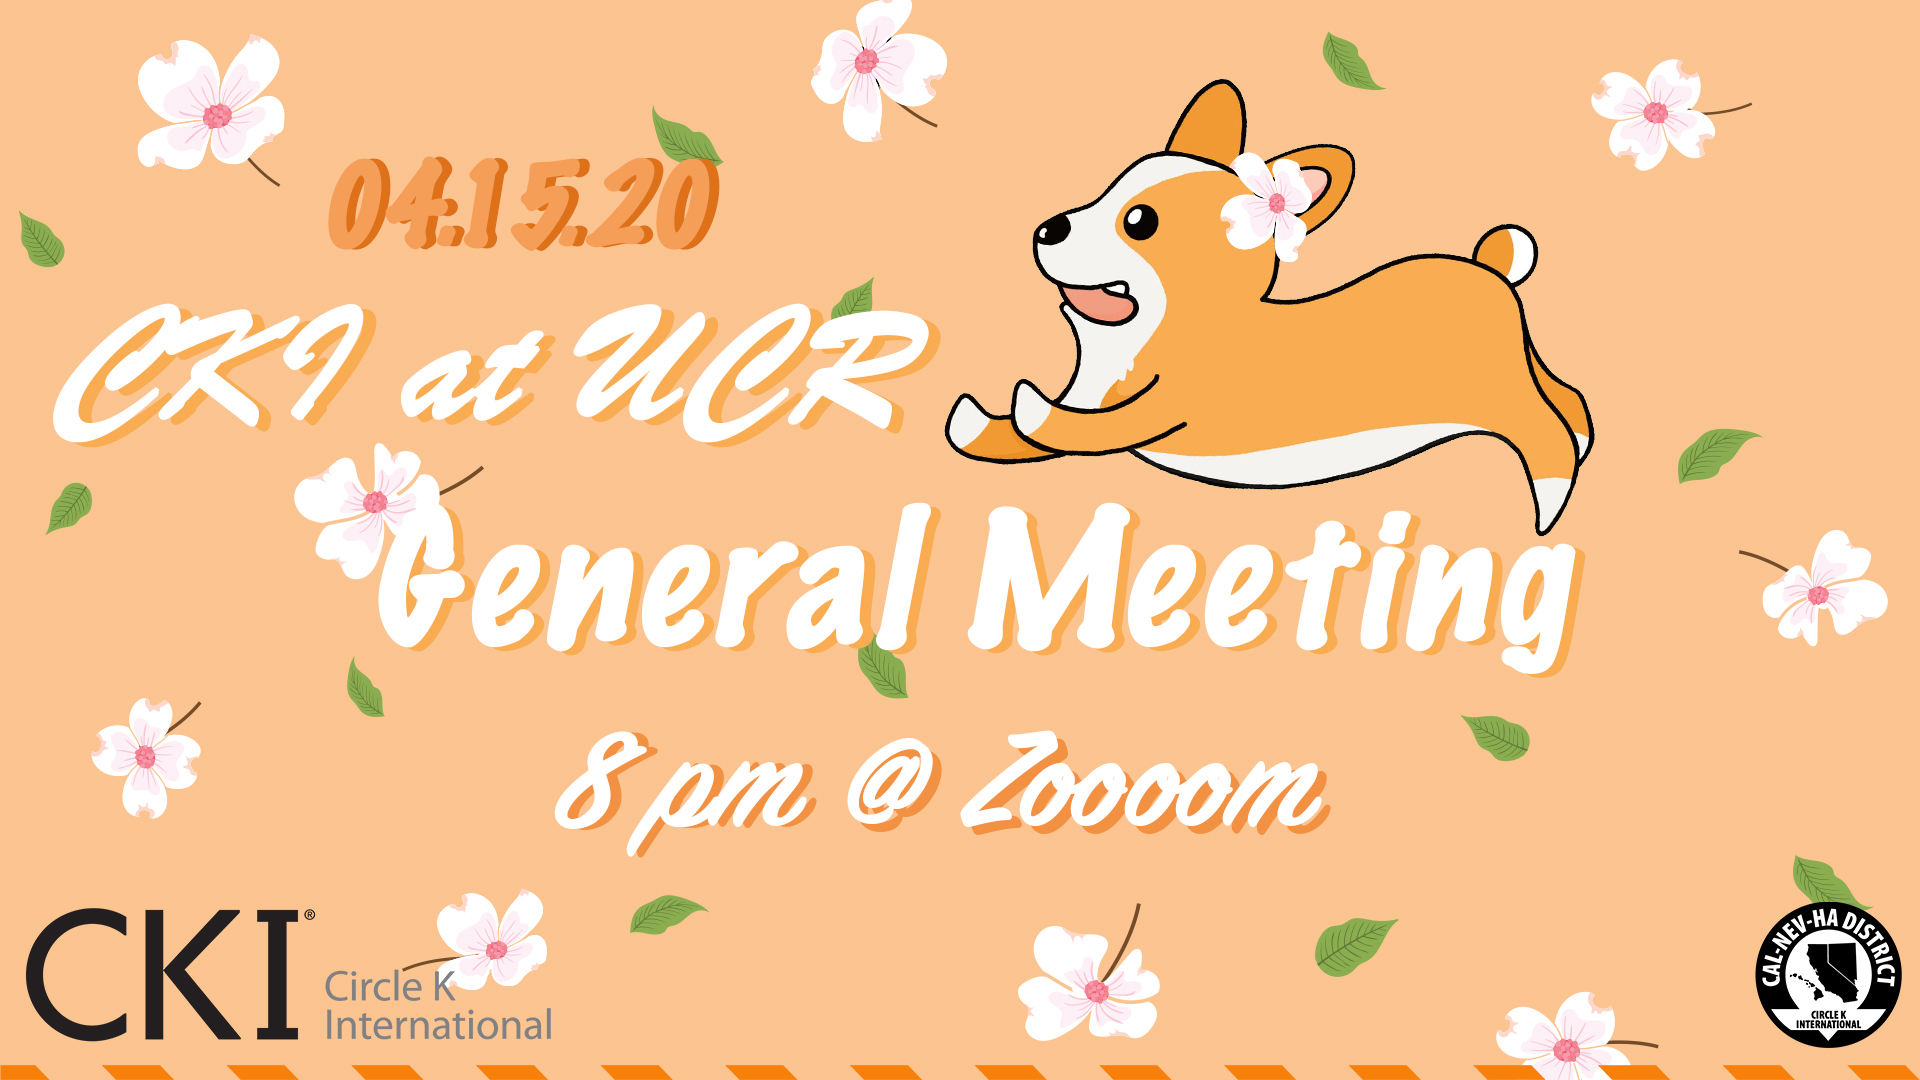 04.15.20
CKI at UCR
General Meeting
8 pm @ Zoooom
CKI®
Circle K
International
CAL-NEV-HA DISTRICT
CIRCLE K
INTERNATIONAL